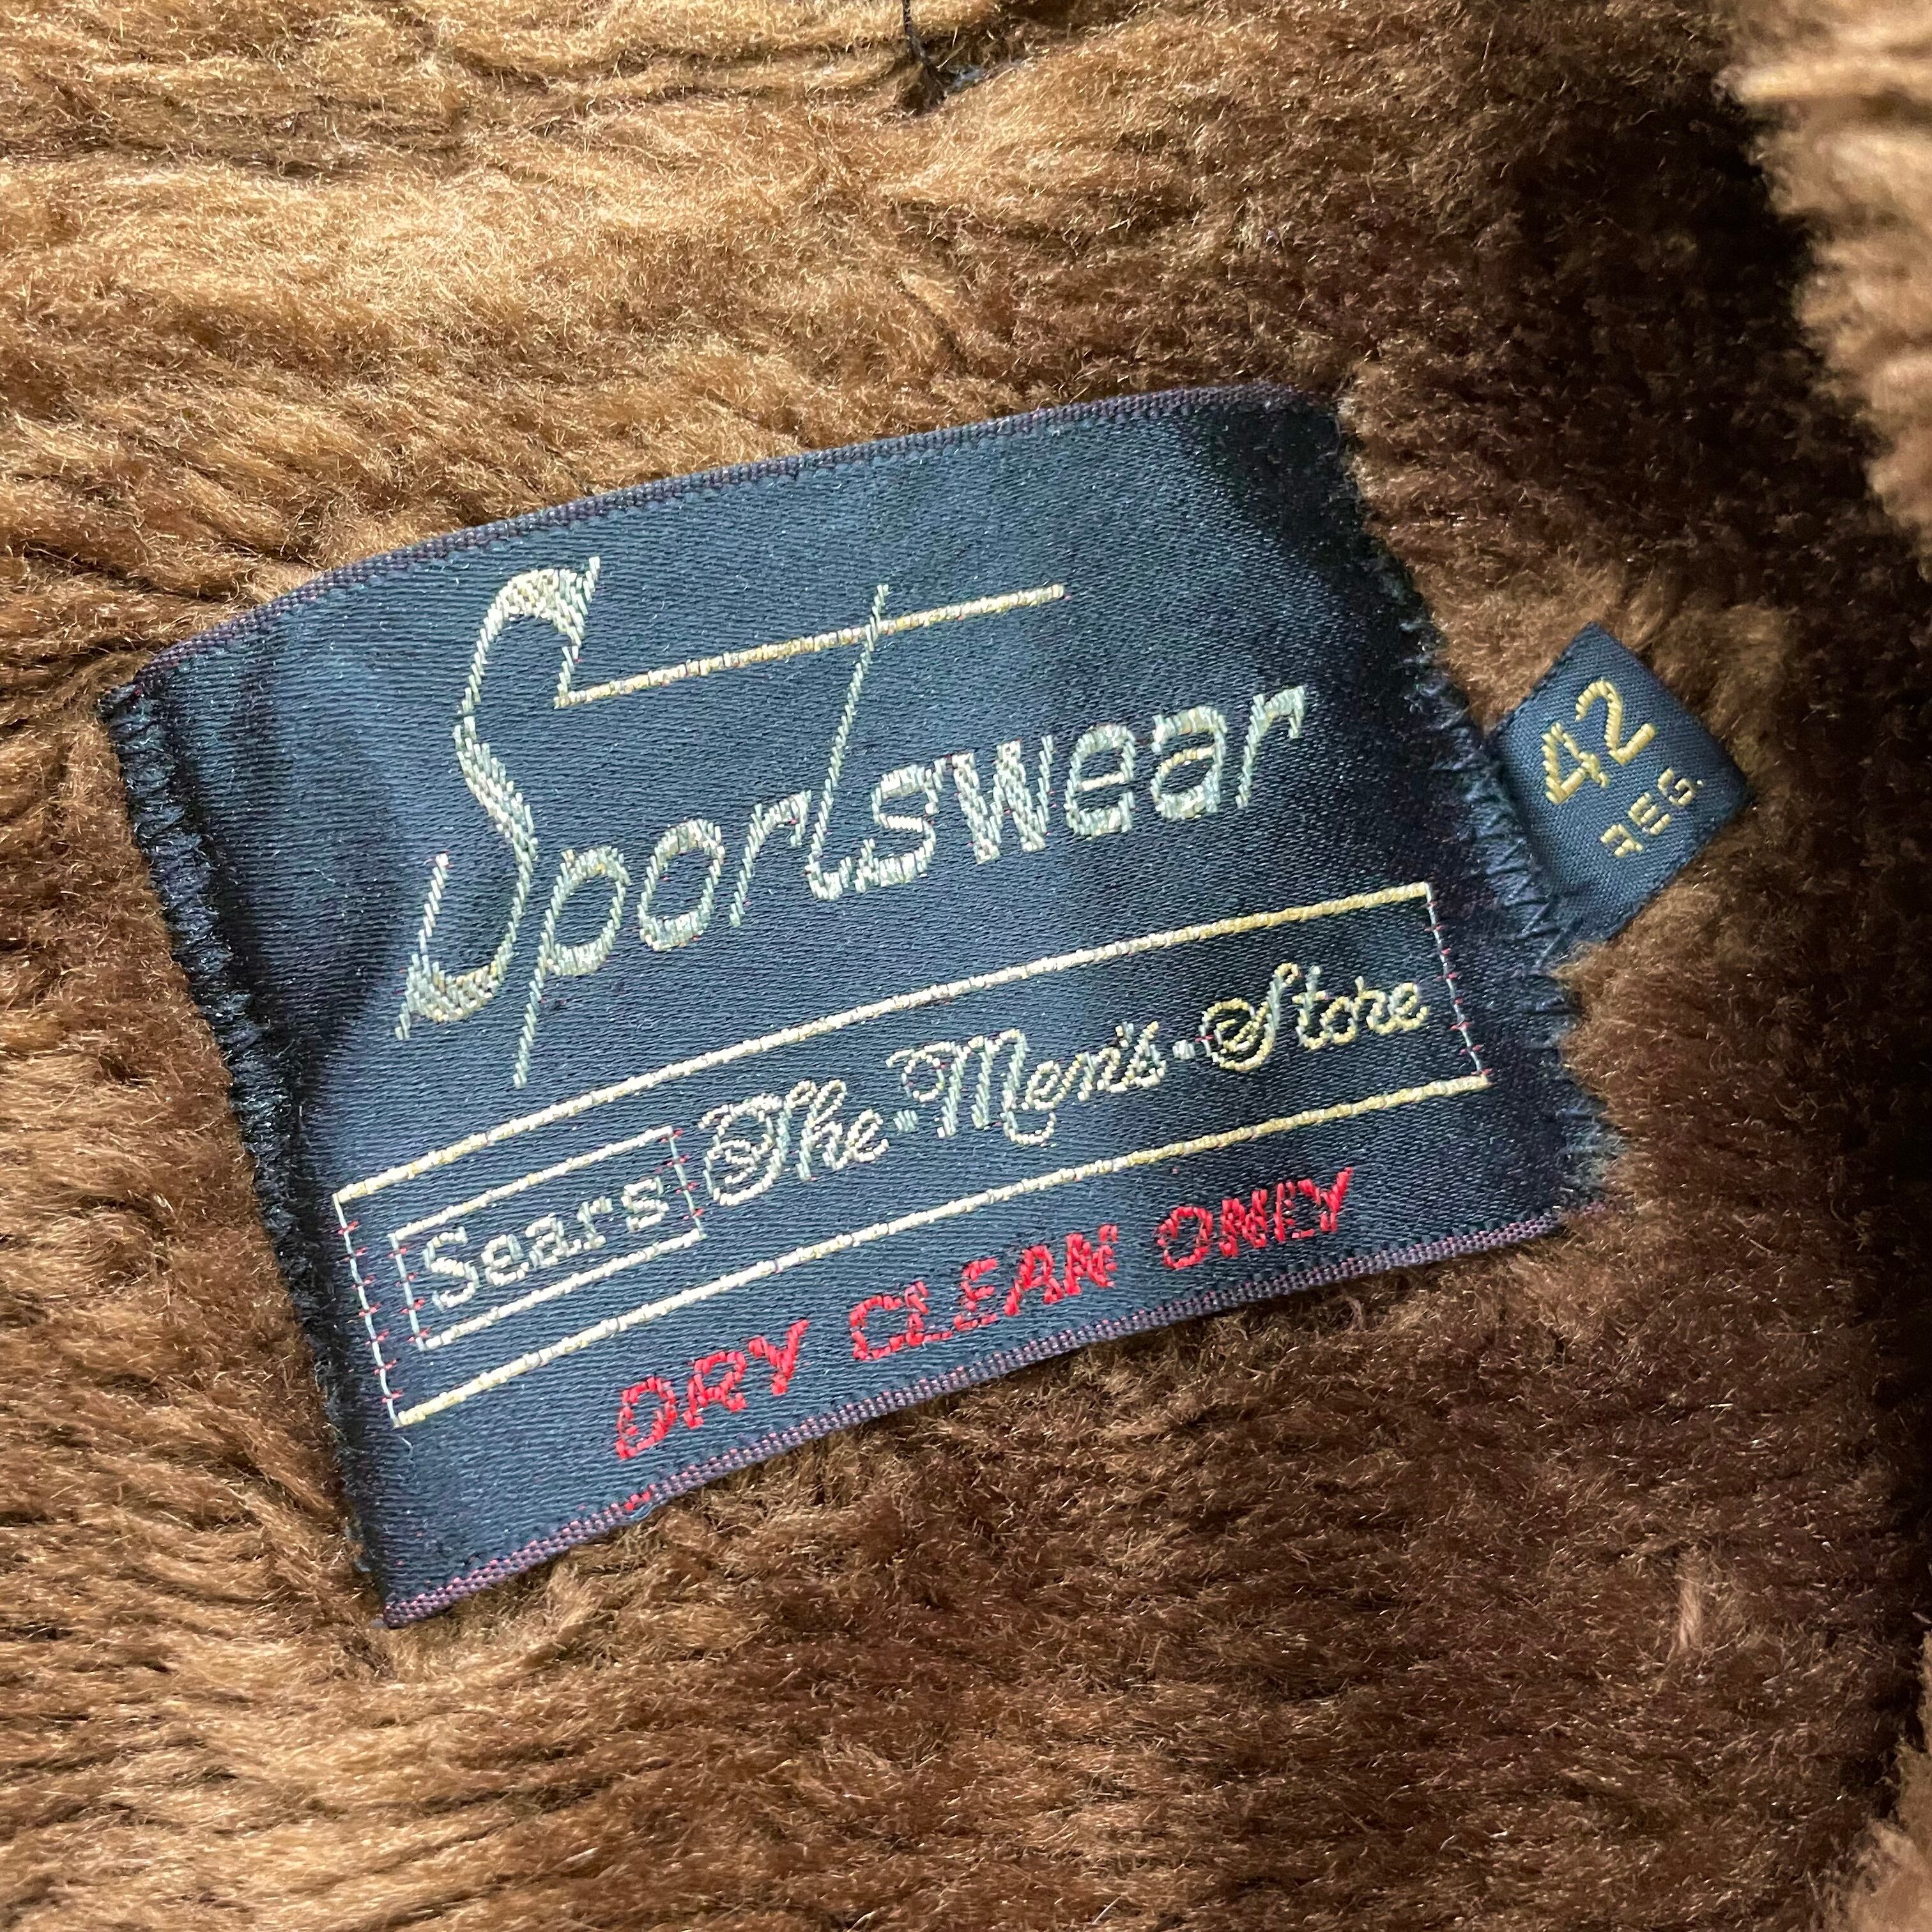 Sportswear
42
REG.
Sears The·Men's·Store
DRY CLEAN ONLY